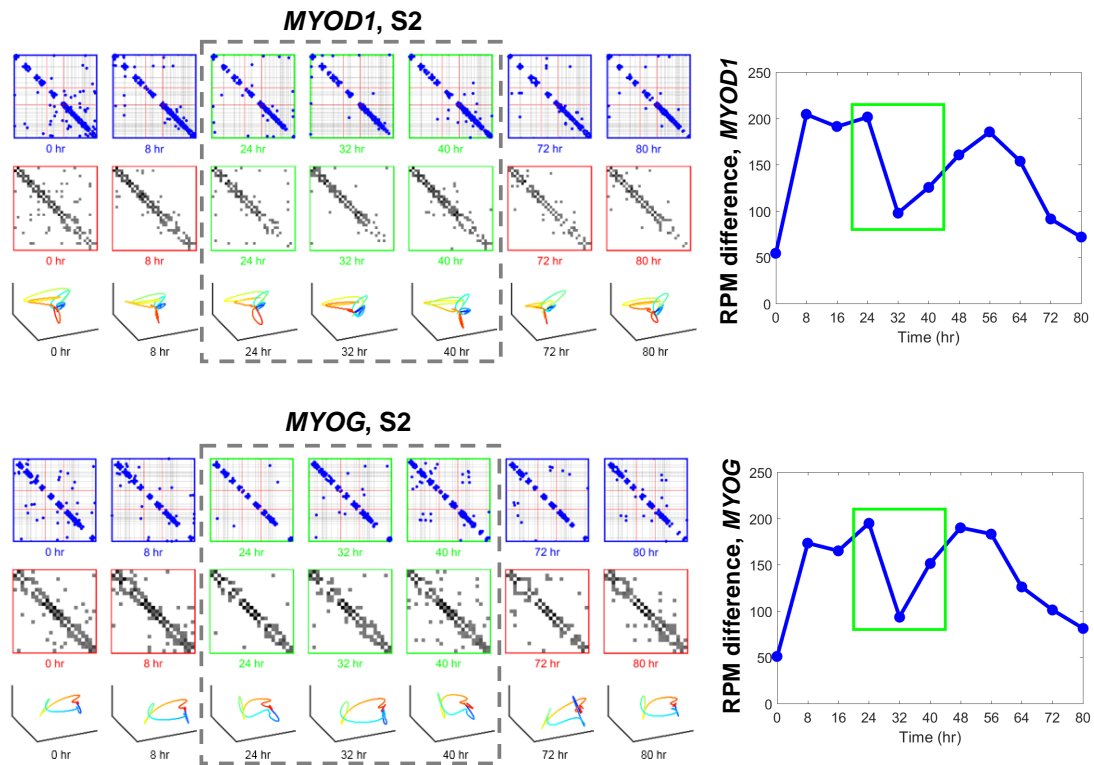 MYOD1, S2
0 hr 8 hr 24 hr 32 hr 40 hr 72 hr 80 hr
0 hr 8 hr 24 hr 32 hr 40 hr 72 hr 80 hr
0 hr 8 hr 24 hr 32 hr 40 hr 72 hr 80 hr
RPM difference, MYOD1
250
200
150
100
50
0
0 8 16 24 32 40 48 56 64 72 80
Time (hr)
MYOG, S2
0 hr 8 hr 24 hr 32 hr 40 hr 72 hr 80 hr
0 hr 8 hr 24 hr 32 hr 40 hr 72 hr 80 hr
0 hr 8 hr 24 hr 32 hr 40 hr 72 hr 80 hr
RPM difference, MYOG
250
200
150
100
50
0
0 8 16 24 32 40 48 56 64 72 80
Time (hr)